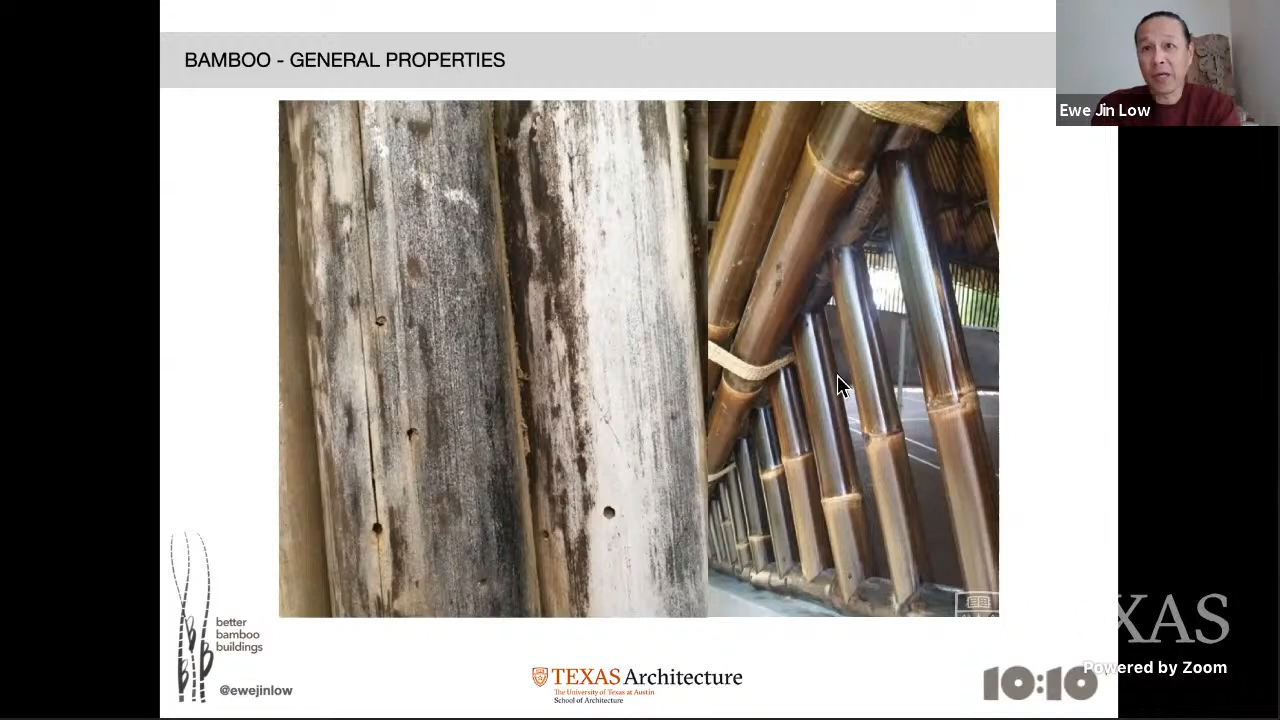 BAMBOO - GENERAL PROPERTIES
Ewe Jin Low
better
bamboo
buildings
@ewejinlow
TEXAS Architecture
The University of Texas at Austin
School of Architecture
10:10
XAS
Powered by Zoom